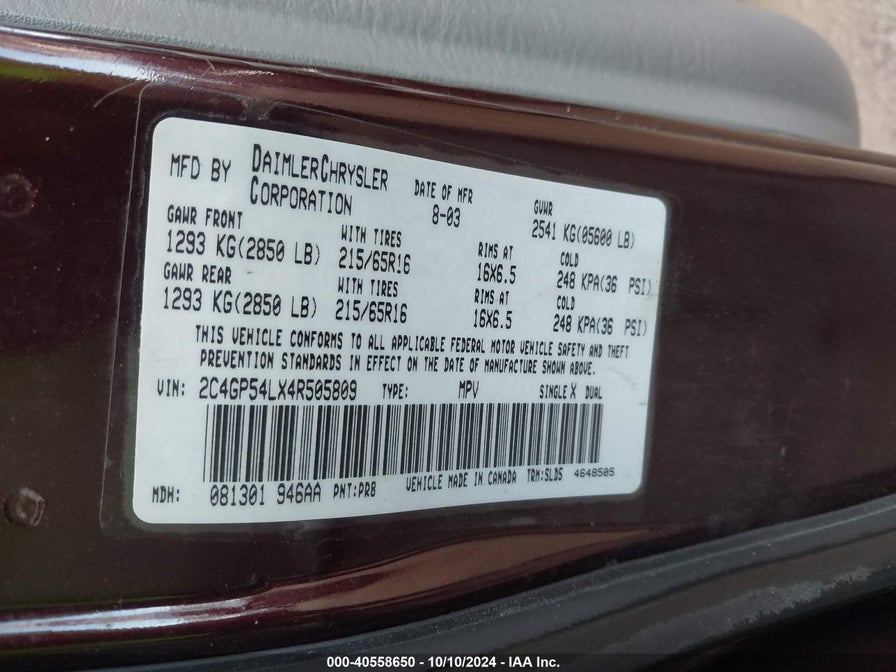 MFD BY DAIMLERCHRYSLER CORPORATION
DATE OF MFR 8-03
GVWR 2541 KG(05600 LB)
GAWR FRONT 1293 KG(2850 LB) WITH TIRES 215/65R16 RIMS AT 16X6.5 COLD 248 KPA(36 PSI)
GAWR REAR 1293 KG(2850 LB) WITH TIRES 215/65R16 RIMS AT 16X6.5 COLD 248 KPA(36 PSI)
THIS VEHICLE CONFORMS TO ALL APPLICABLE FEDERAL MOTOR VEHICLE SAFETY AND THEFT
PREVENTION STANDARDS IN EFFECT ON THE DATE OF MANUFACTURE SHOWN ABOVE.
VIN: 2C4GP54LX4R505809 TYPE: MPV SINGLE X DUAL
MDH: 081301 946AA PNT:PR8 VEHICLE MADE IN CANADA TRM:SLD5 4648505
000-40558650 - 10/10/2024 - IAA Inc.